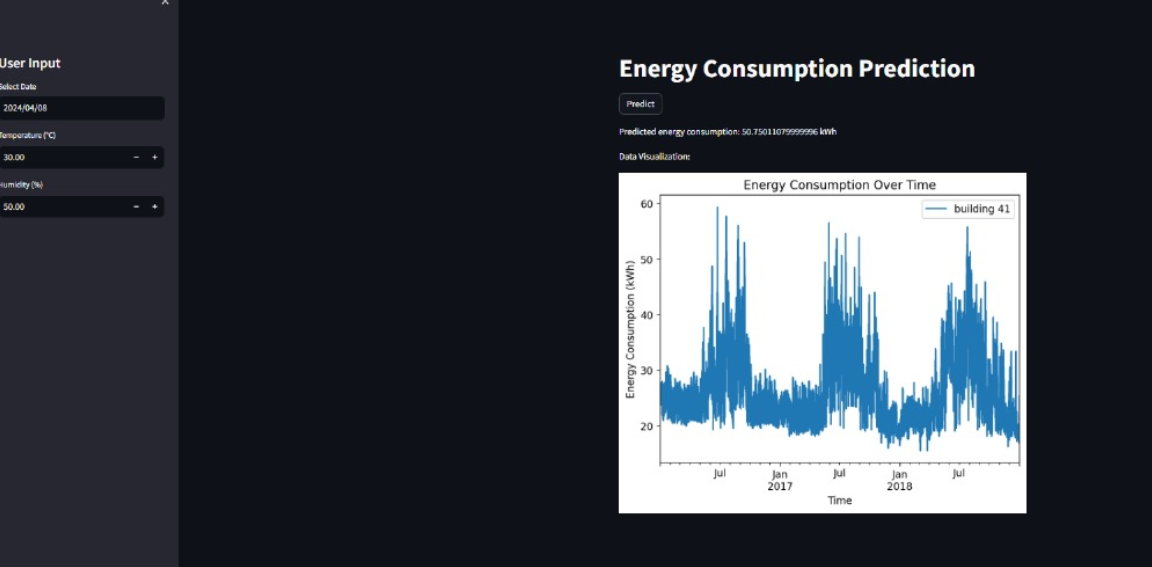 ×
User Input
Select Date
2024/04/08
Temperature (°C)
30.00 − +
Humidity (%)
50.00 − +
Energy Consumption Prediction
Predict
Predicted energy consumption: 50.75011079999996 kWh
Data Visualization:
Energy Consumption Over Time
building 41
Energy Consumption (kWh)
60
50
40
30
20
Jul Jan Jul Jan Jul
2017 2018
Time